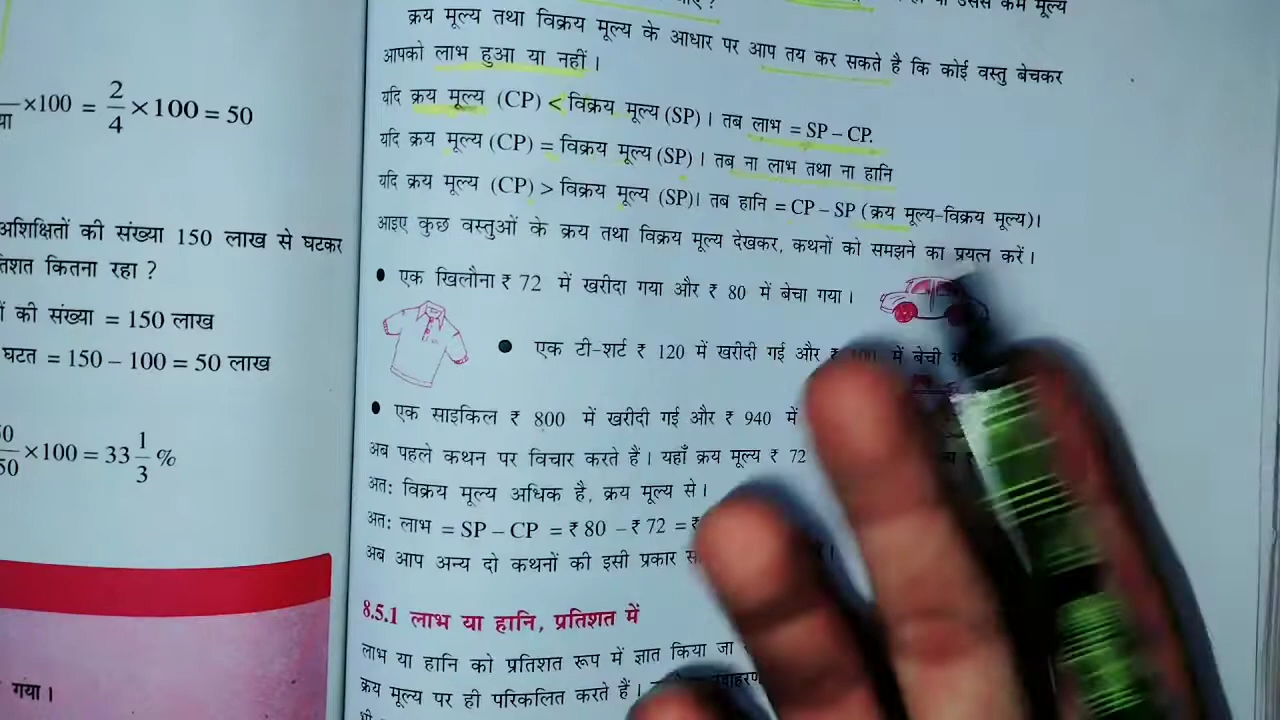 या ×100 = 2/4 ×100 = 50
अशिक्षितों की संख्या 150 लाख से घटकर
तिशत कितना रहा ?
की संख्या = 150 लाख
घटत = 150 – 100 = 50 लाख
×100 = 33 1/3 %
गया।
उससे कम मूल्य
क्रय मूल्य तथा विक्रय मूल्य के आधार पर आप तय कर सकते है कि कोई वस्तु बेचकर
आपको लाभ हुआ या नहीं।
यदि क्रय मूल्य (CP) < विक्रय मूल्य (SP)। तब लाभ = SP – CP.
यदि क्रय मूल्य (CP) = विक्रय मूल्य (SP)। तब ना लाभ तथा ना हानि
यदि क्रय मूल्य (CP) > विक्रय मूल्य (SP)। तब हानि = CP – SP (क्रय मूल्य-विक्रय मूल्य)।
आइए कुछ वस्तुओं के क्रय तथा विक्रय मूल्य देखकर, कथनों को समझने का प्रयत्न करें।
• एक खिलौना ₹ 72 में खरीदा गया और ₹ 80 में बेचा गया।
• एक टी-शर्ट ₹ 120 में खरीदी गई और ₹ 100 में बेची
• एक साइकिल ₹ 800 में खरीदी गई और ₹ 940 में
अब पहले कथन पर विचार करते हैं। यहाँ क्रय मूल्य ₹ 72
अतः विक्रय मूल्य अधिक है, क्रय मूल्य से।
अतः लाभ = SP – CP = ₹ 80 – ₹ 72 = ₹
अब आप अन्य दो कथनों की इसी प्रकार
8.5.1 लाभ या हानि, प्रतिशत में
लाभ या हानि को प्रतिशत रूप में ज्ञात किया जा
क्रय मूल्य पर ही परिकलित करते हैं।